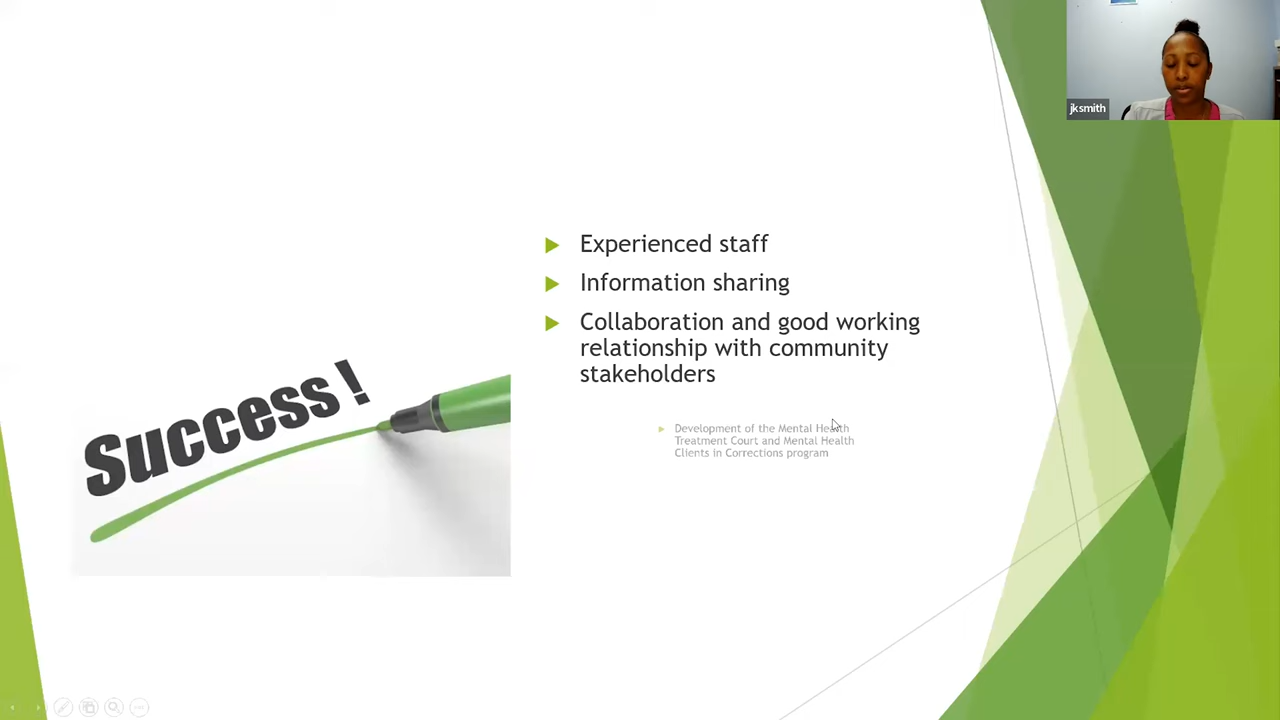 jksmith
Experienced staff
Information sharing
Collaboration and good working
relationship with community
stakeholders
Success!
Development of the Mental Health
Treatment Court and Mental Health
Clients in Corrections program